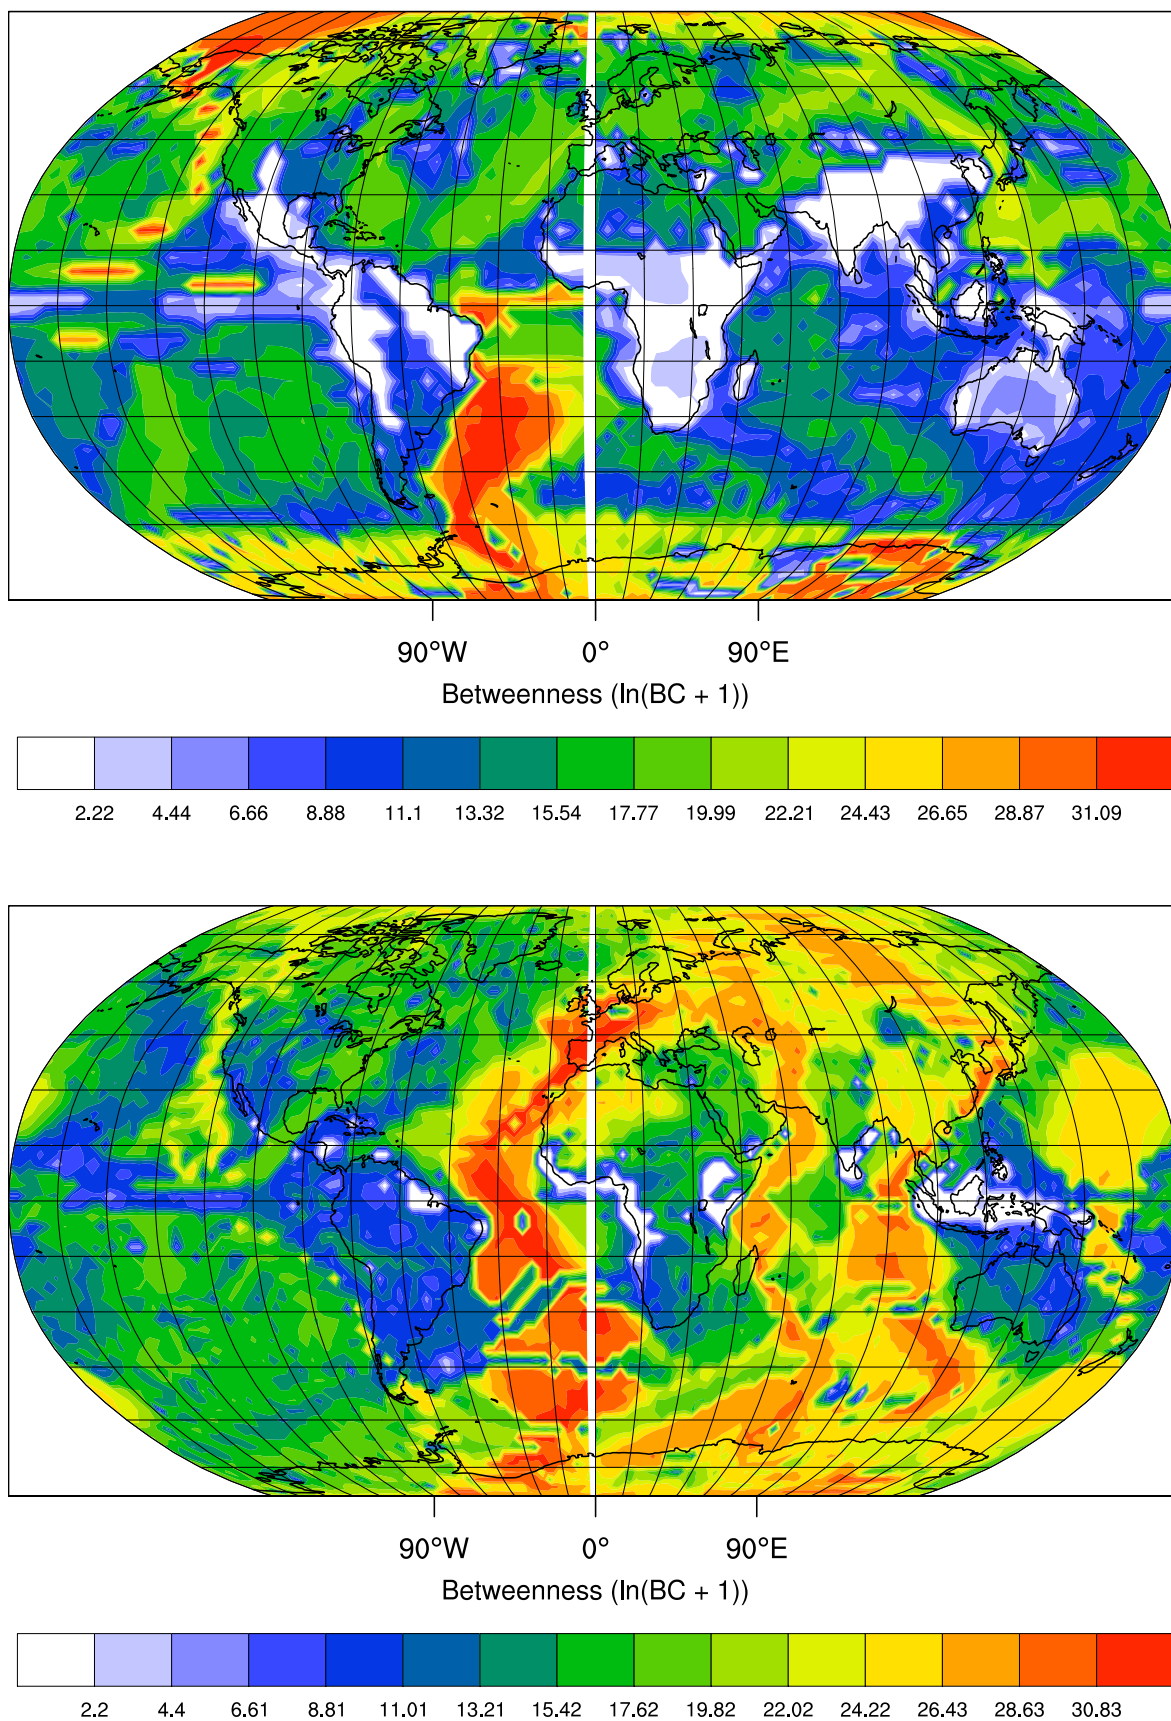 90°W 0° 90°E
Betweenness (ln(BC + 1))
2.22 4.44 6.66 8.88 11.1 13.32 15.54 17.77 19.99 22.21 24.43 26.65 28.87 31.09
90°W 0° 90°E
Betweenness (ln(BC + 1))
2.2 4.4 6.61 8.81 11.01 13.21 15.42 17.62 19.82 22.02 24.22 26.43 28.63 30.83